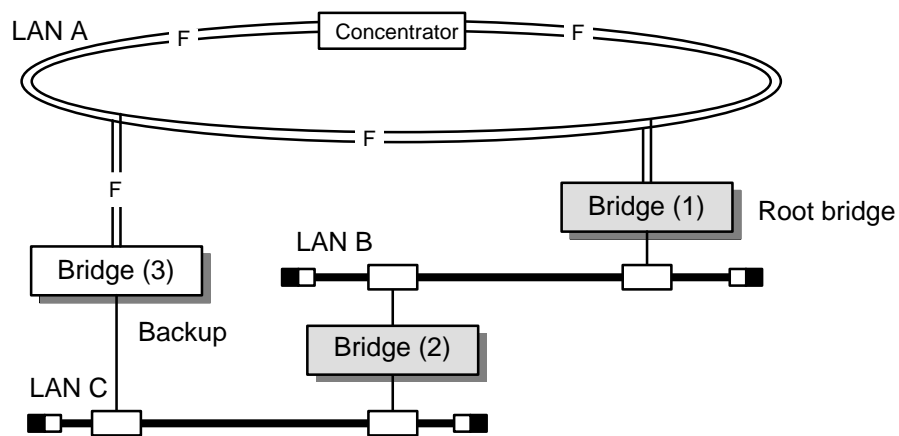 LAN A
Concentrator
F
F
F
F
Bridge (1)
Root bridge
LAN B
Bridge (3)
Backup
Bridge (2)
LAN C